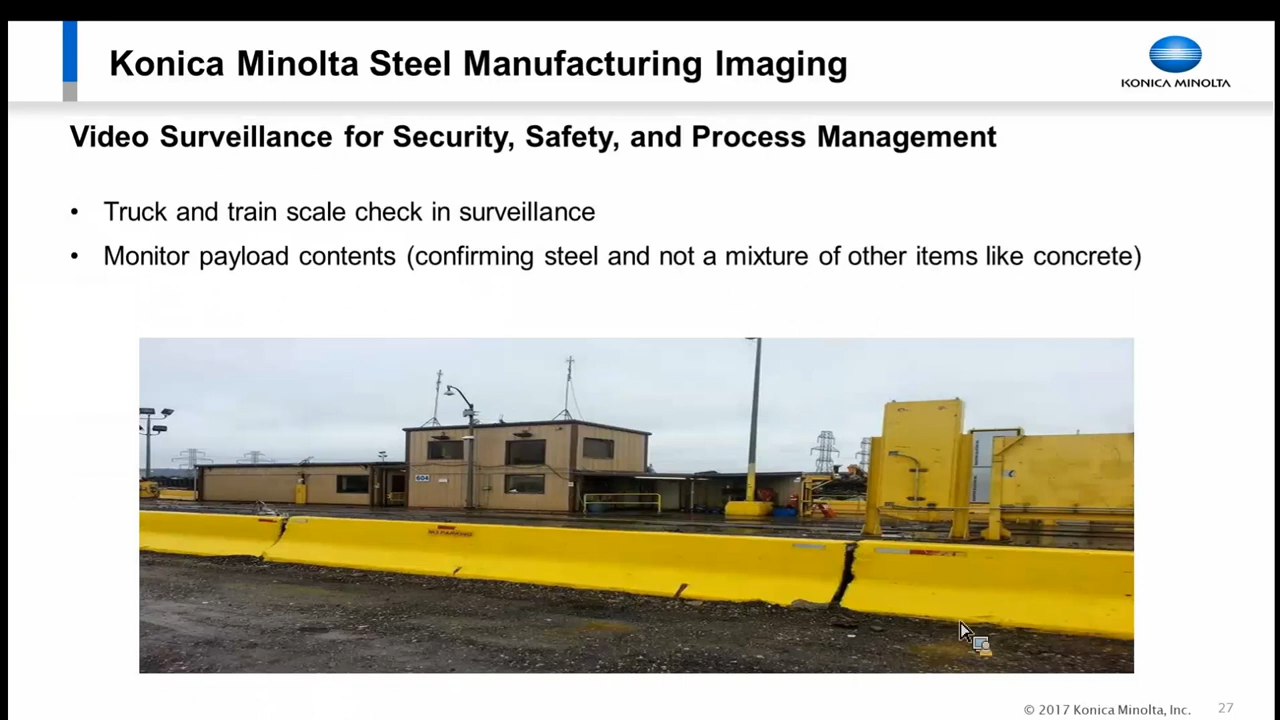 Konica Minolta Steel Manufacturing Imaging
KONICA MINOLTA
Video Surveillance for Security, Safety, and Process Management
• Truck and train scale check in surveillance
• Monitor payload contents (confirming steel and not a mixture of other items like concrete)
604
NO PARKING
© 2017 Konica Minolta, Inc.
27